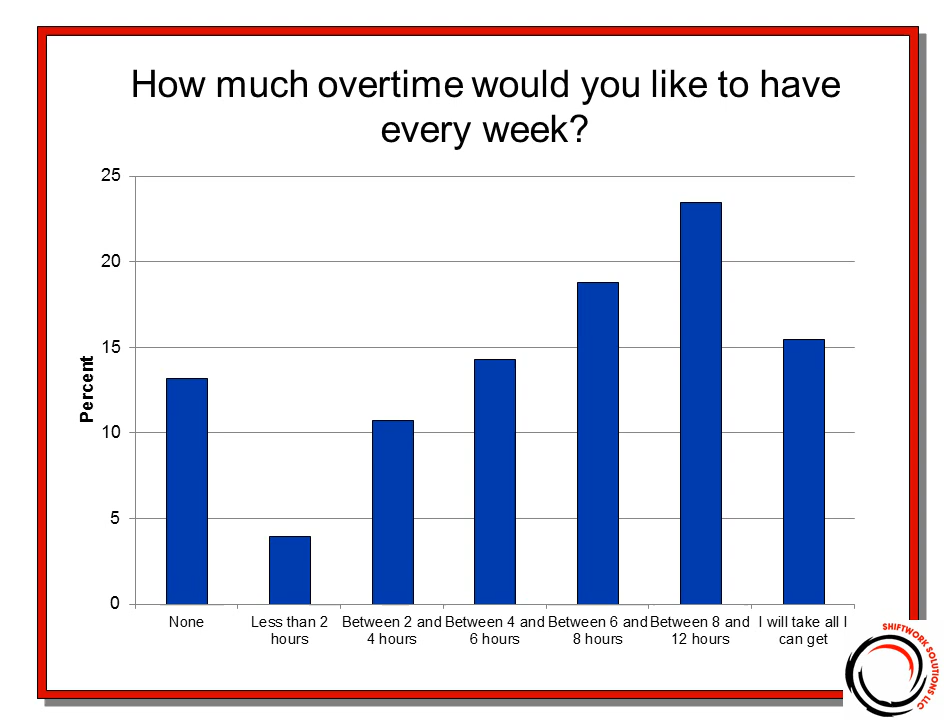 How much overtime would you like to have
every week?
25
20
15
10
5
0
Percent
None
Less than 2
hours
Between 2 and
4 hours
Between 4 and
6 hours
Between 6 and
8 hours
Between 8 and
12 hours
I will take all I
can get
SHIFTWORK SOLUTIONS LLC